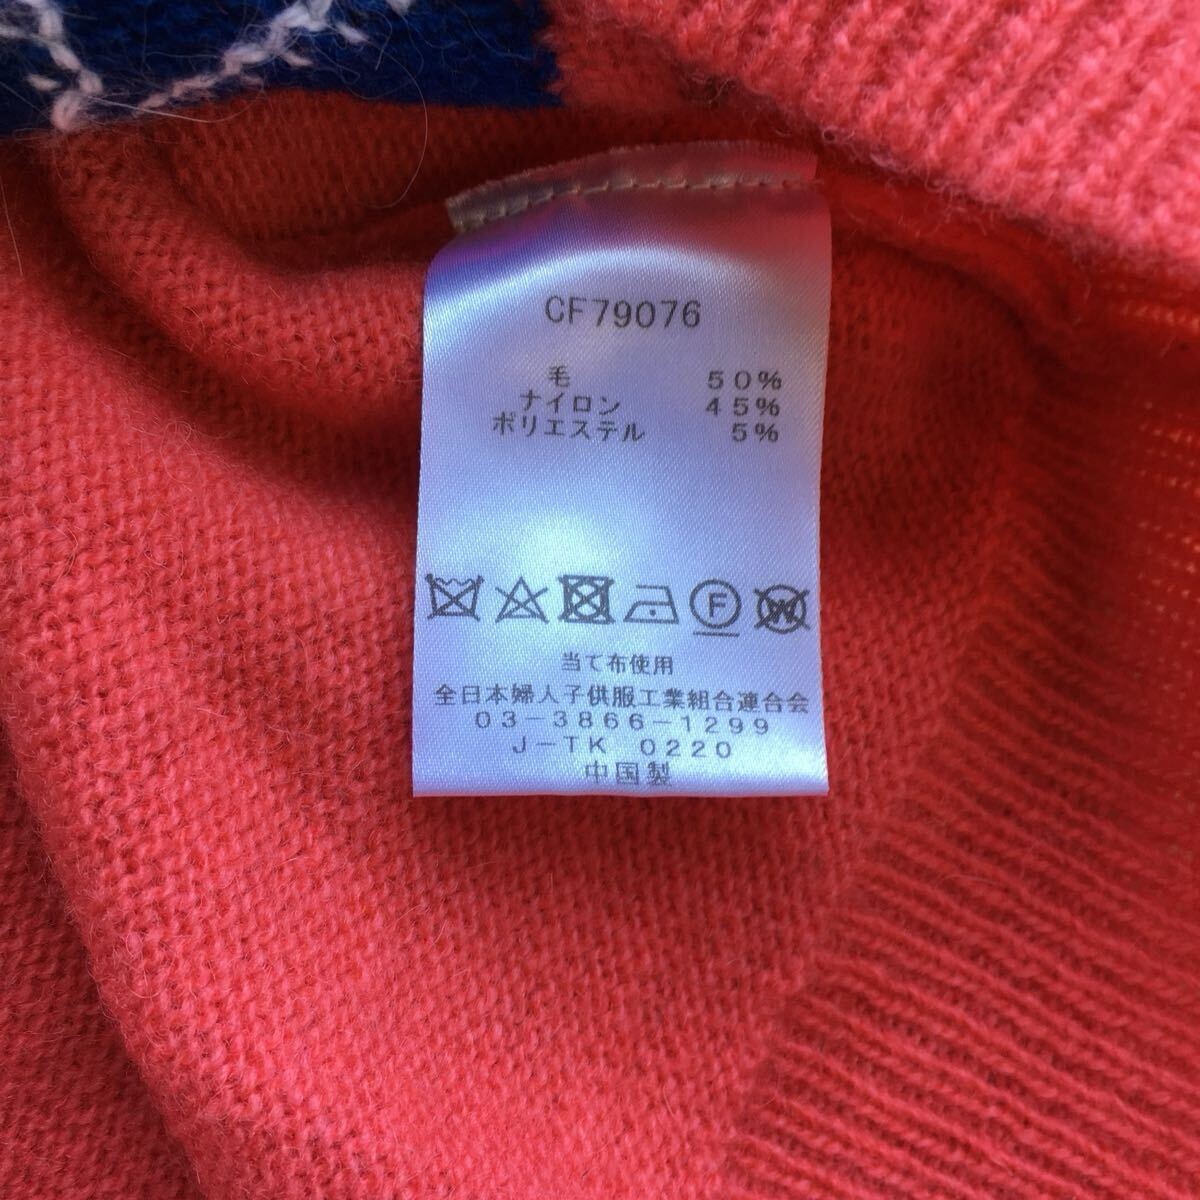 CF79076
毛 50%
ナイロン 45%
ポリエステル 5%
F W
当て布使用
全日本婦人子供服工業組合連合会
03-3866-1299
J-TK 0220
中国製